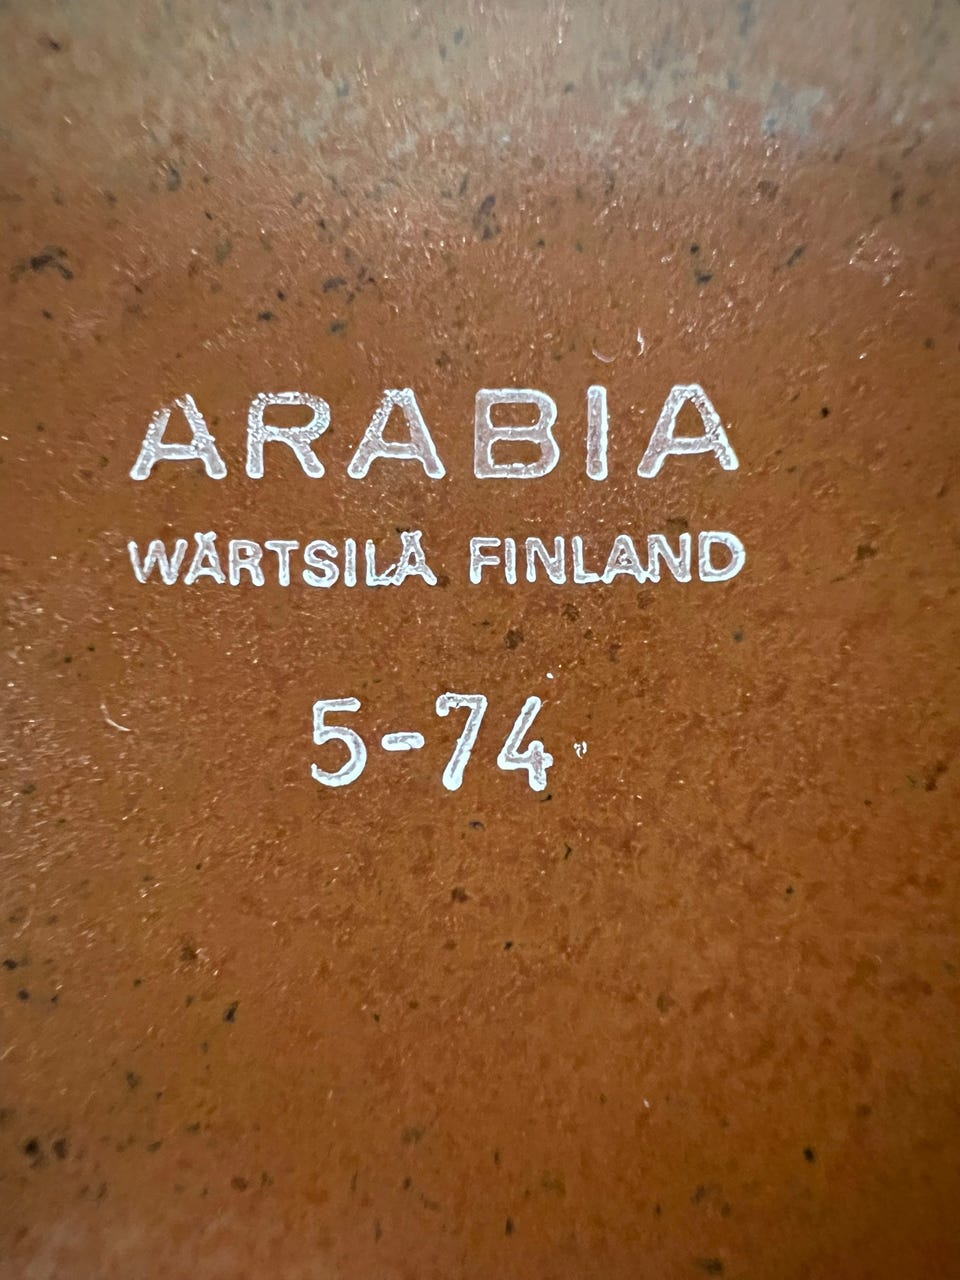 ARABIA
WÄRTSILÄ FINLAND
5-74